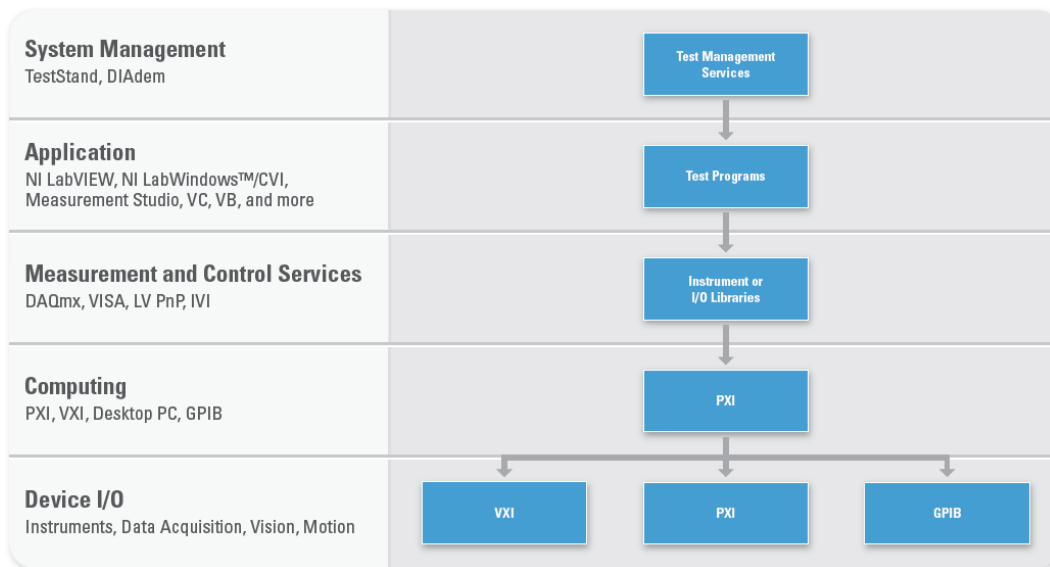 System Management
TestStand, DIAdem
Test Management
Services
Application
NI LabVIEW, NI LabWindows™/CVI,
Measurement Studio, VC, VB, and more
Test Programs
Measurement and Control Services
DAQmx, VISA, LV PnP, IVI
Instrument or
I/O Libraries
Computing
PXI, VXI, Desktop PC, GPIB
PXI
Device I/O
Instruments, Data Acquisition, Vision, Motion
VXI
PXI
GPIB